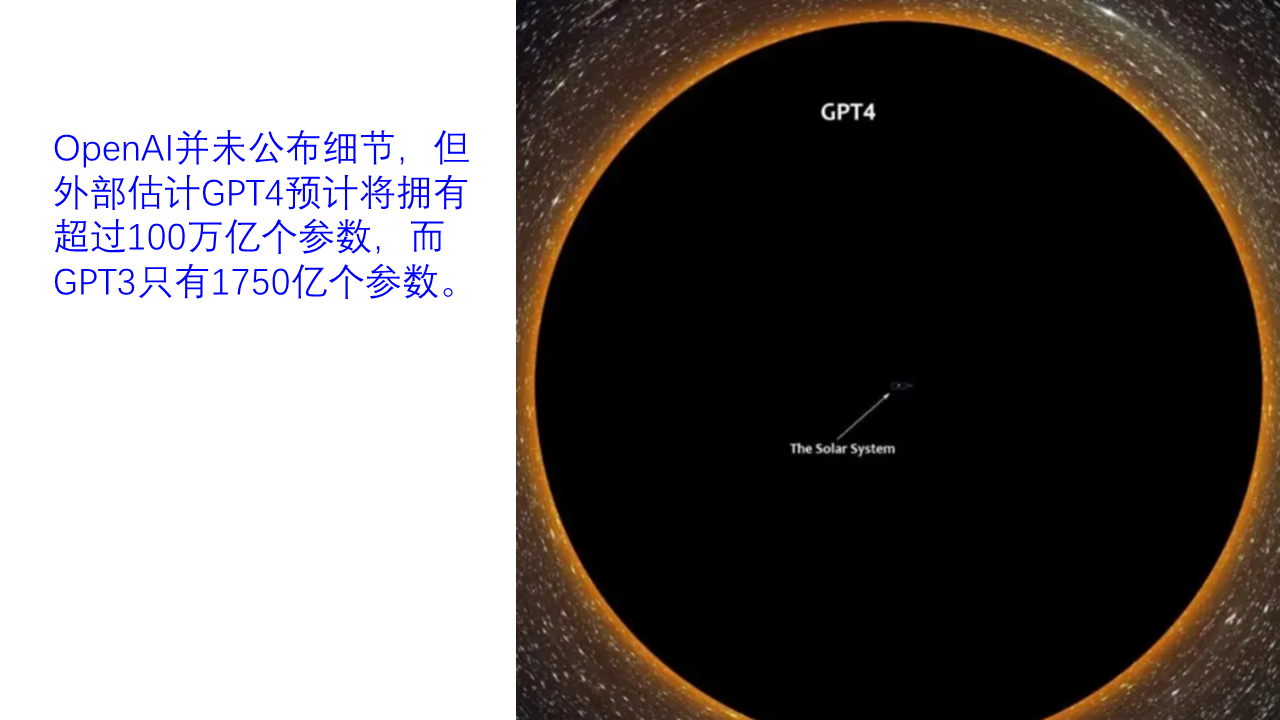 OpenAI并未公布细节，但
外部估计GPT4预计将拥有
超过100万亿个参数，而
GPT3只有1750亿个参数。
GPT4
The Solar System